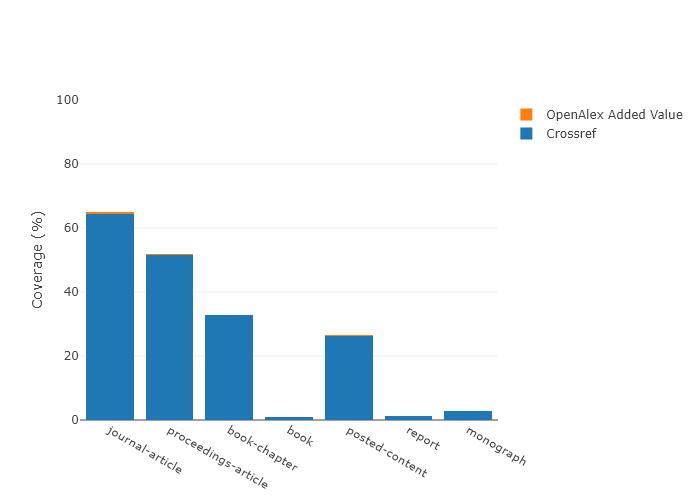 100
80
60
40
20
0
Coverage (%)
journal-article
proceedings-article
book-chapter
book
posted-content
report
monograph
OpenAlex Added Value
Crossref